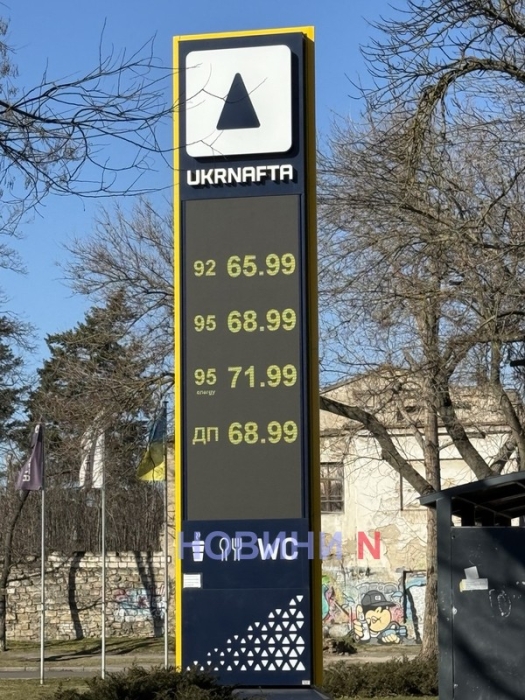 UKRNAFTA
92 65.99
95 68.99
95 71.99
energy
ДП 68.99
WC
НОВИНИ N